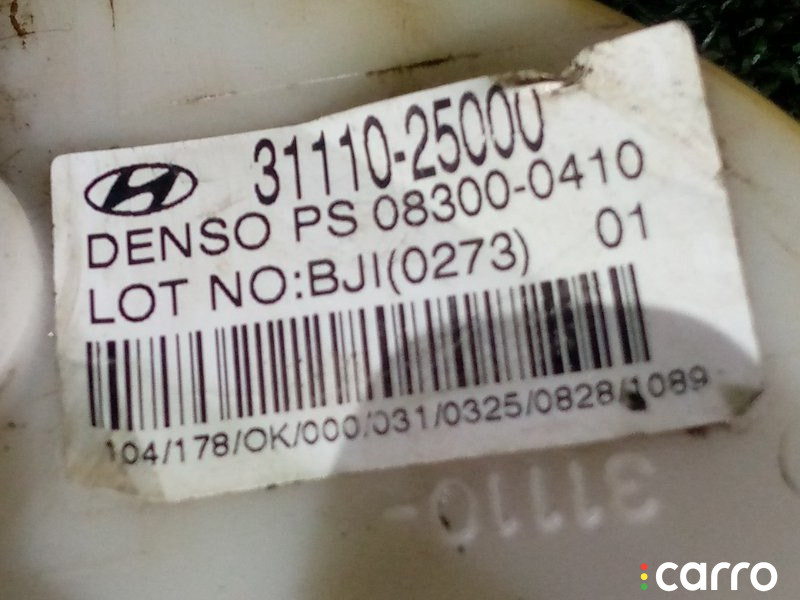 31110-25000
DENSO PS 08300-0410
LOT NO:BJI(0273) 01
104/178/OK/000/031/0325/0828/1089
31110-
carro